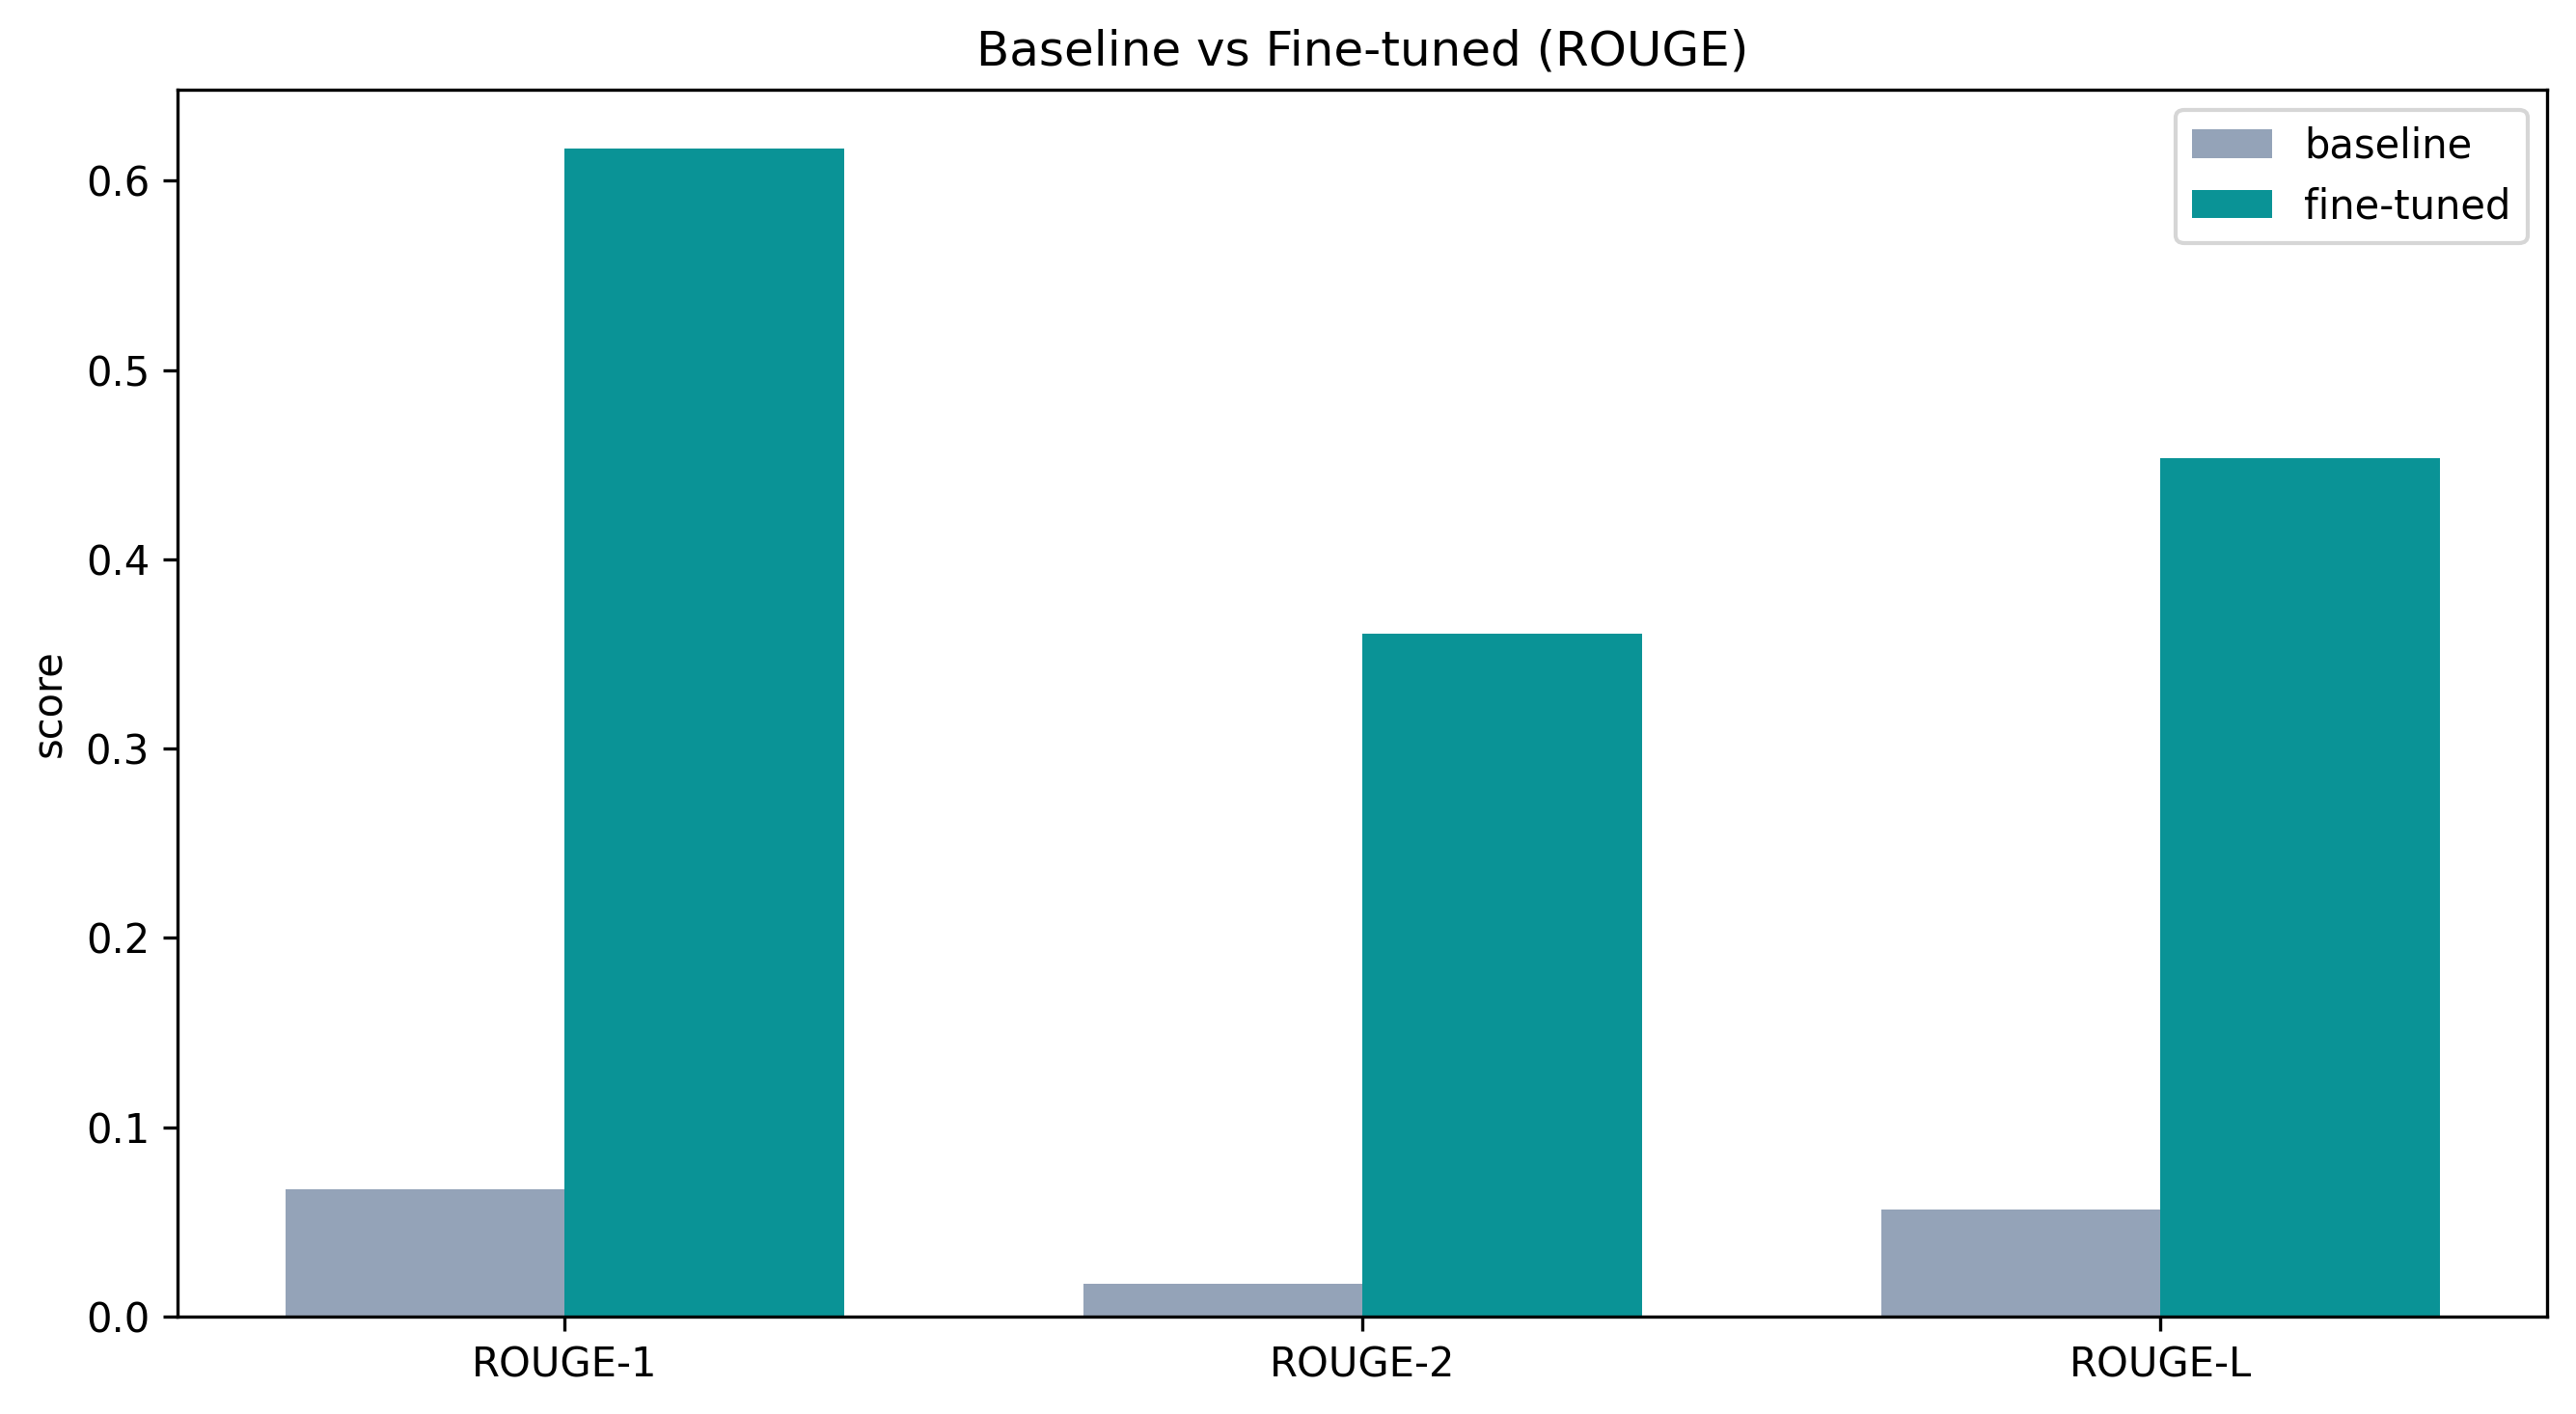 Baseline vs Fine-tuned (ROUGE)
baseline
fine-tuned
score
0.6
0.5
0.4
0.3
0.2
0.1
0.0
ROUGE-1
ROUGE-2
ROUGE-L